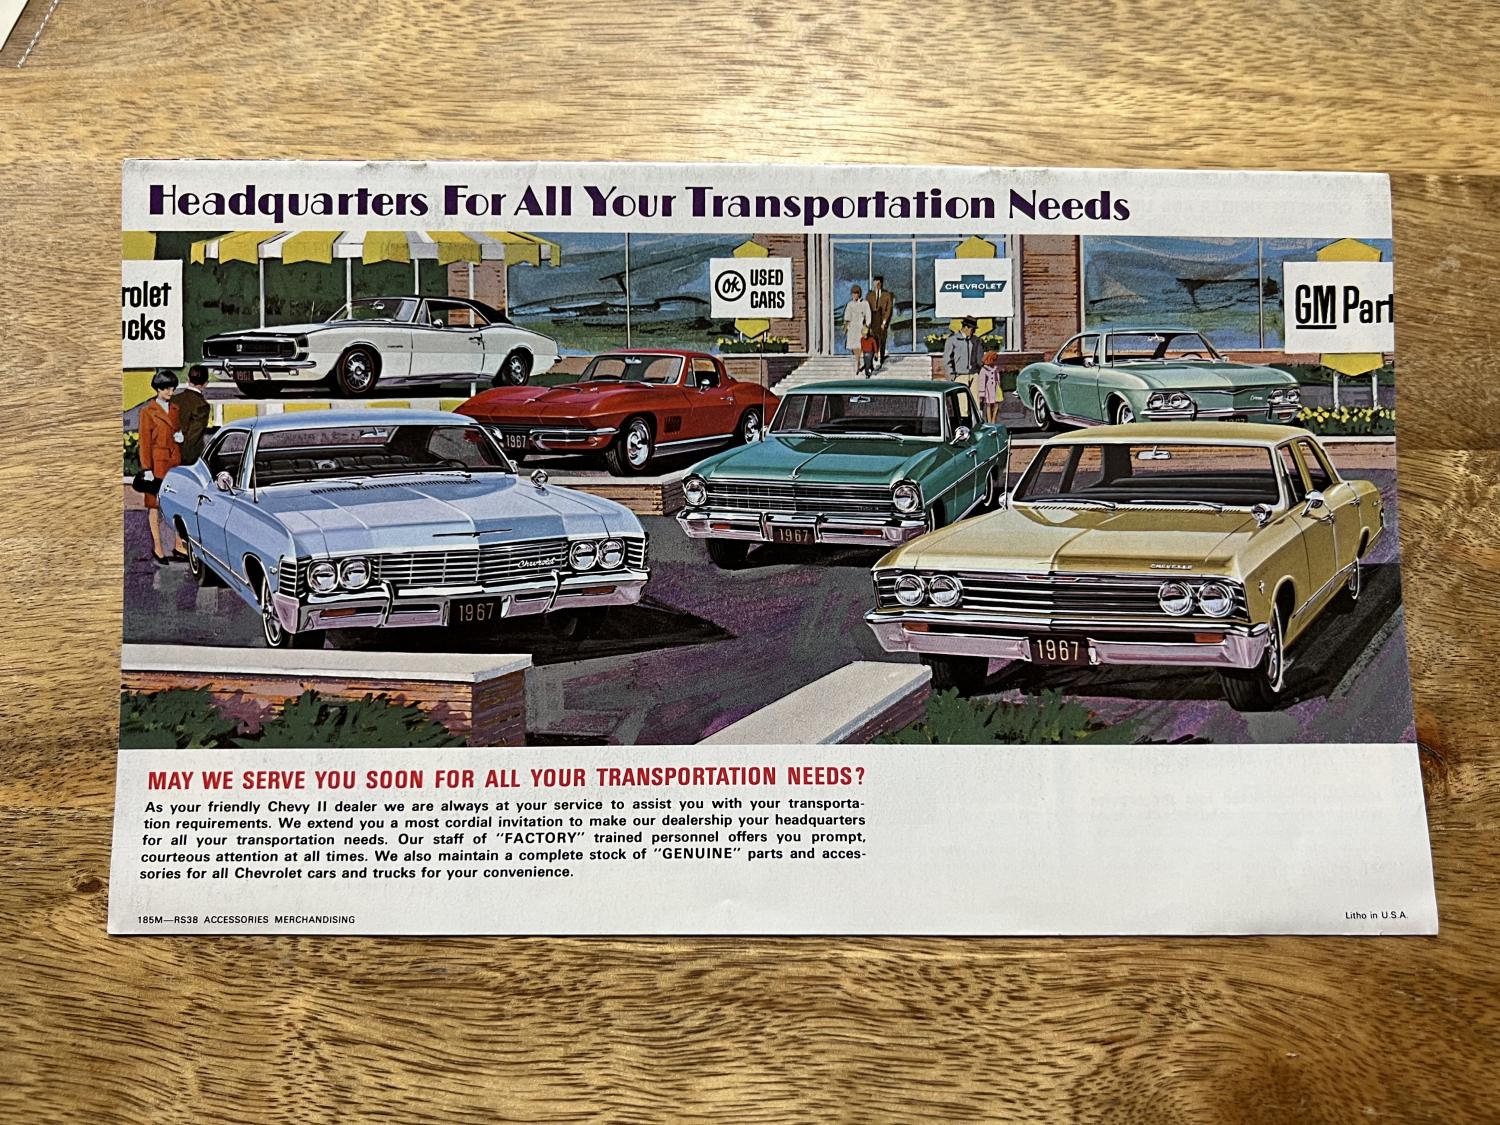 Headquarters For All Your Transportation Needs
rolet
cks
OK USED
CARS
CHEVROLET
GM Part
1967
1967
1967
Chevrolet
1967
CHEVELLE
1967
MAY WE SERVE YOU SOON FOR ALL YOUR TRANSPORTATION NEEDS?
As your friendly Chevy II dealer we are always at your service to assist you with your transporta-
tion requirements. We extend you a most cordial invitation to make our dealership your headquarters
for all your transportation needs. Our staff of "FACTORY" trained personnel offers you prompt,
courteous attention at all times. We also maintain a complete stock of "GENUINE" parts and acces-
sories for all Chevrolet cars and trucks for your convenience.
185M—RS38 ACCESSORIES MERCHANDISING
Litho in U.S.A.